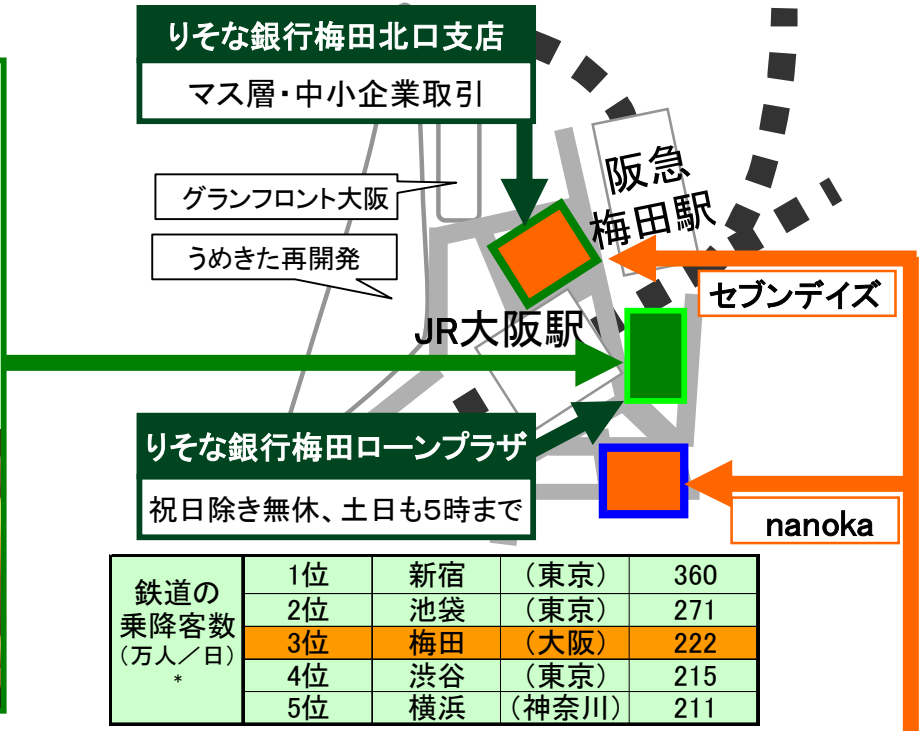 りそな銀行梅田北口支店
マス層・中小企業取引
グランフロント大阪
うめきた再開発
阪急
梅田駅
セブンデイズ
JR大阪駅
りそな銀行梅田ローンプラザ
祝日除き無休、土日も5時まで
nanoka
鉄道の
乗降客数
(万人/日)
*
1位 新宿 (東京) 360
2位 池袋 (東京) 271
3位 梅田 (大阪) 222
4位 渋谷 (東京) 215
5位 横浜 (神奈川) 211